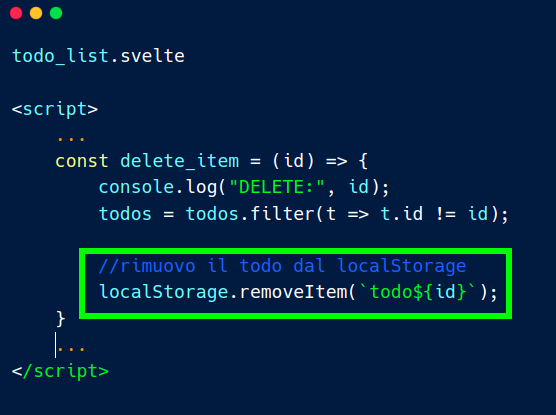 todo_list.svelte
<script>
...
const delete_item = (id) => {
console.log("DELETE:", id);
todos = todos.filter(t => t.id != id);
//rimuovo il todo dal localStorage
localStorage.removeItem(`todo${id}`);
}
...
</script>